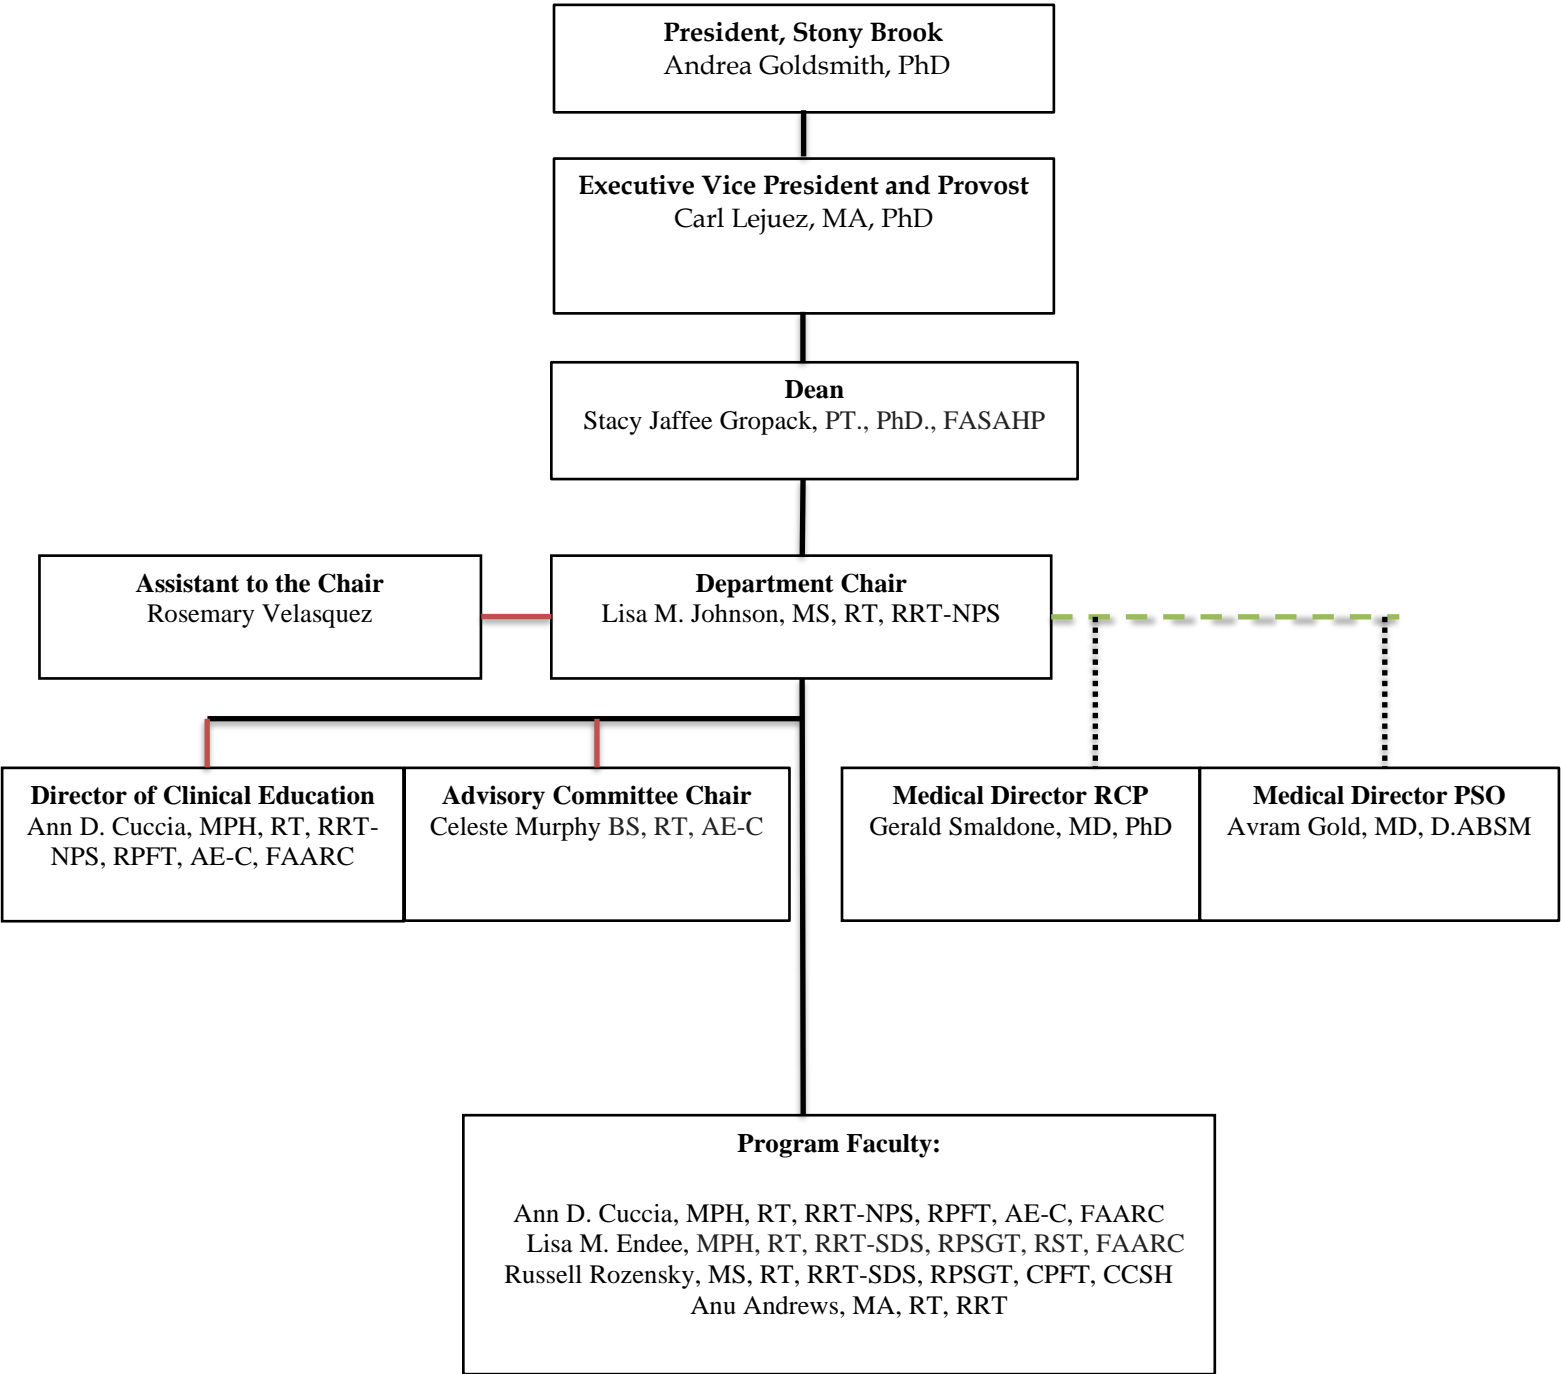 President, Stony Brook
Andrea Goldsmith, PhD
Executive Vice President and Provost
Carl Lejuez, MA, PhD
Dean
Stacy Jaffee Gropack, PT., PhD., FASAHP
Assistant to the Chair
Rosemary Velasquez
Department Chair
Lisa M. Johnson, MS, RT, RRT-NPS
Director of Clinical Education
Ann D. Cuccia, MPH, RT, RRT-
NPS, RPFT, AE-C, FAARC
Advisory Committee Chair
Celeste Murphy BS, RT, AE-C
Medical Director RCP
Gerald Smaldone, MD, PhD
Medical Director PSO
Avram Gold, MD, D.ABSM
Program Faculty:
Ann D. Cuccia, MPH, RT, RRT-NPS, RPFT, AE-C, FAARC
Lisa M. Endee, MPH, RT, RRT-SDS, RPSGT, RST, FAARC
Russell Rozensky, MS, RT, RRT-SDS, RPSGT, CPFT, CCSH
Anu Andrews, MA, RT, RRT